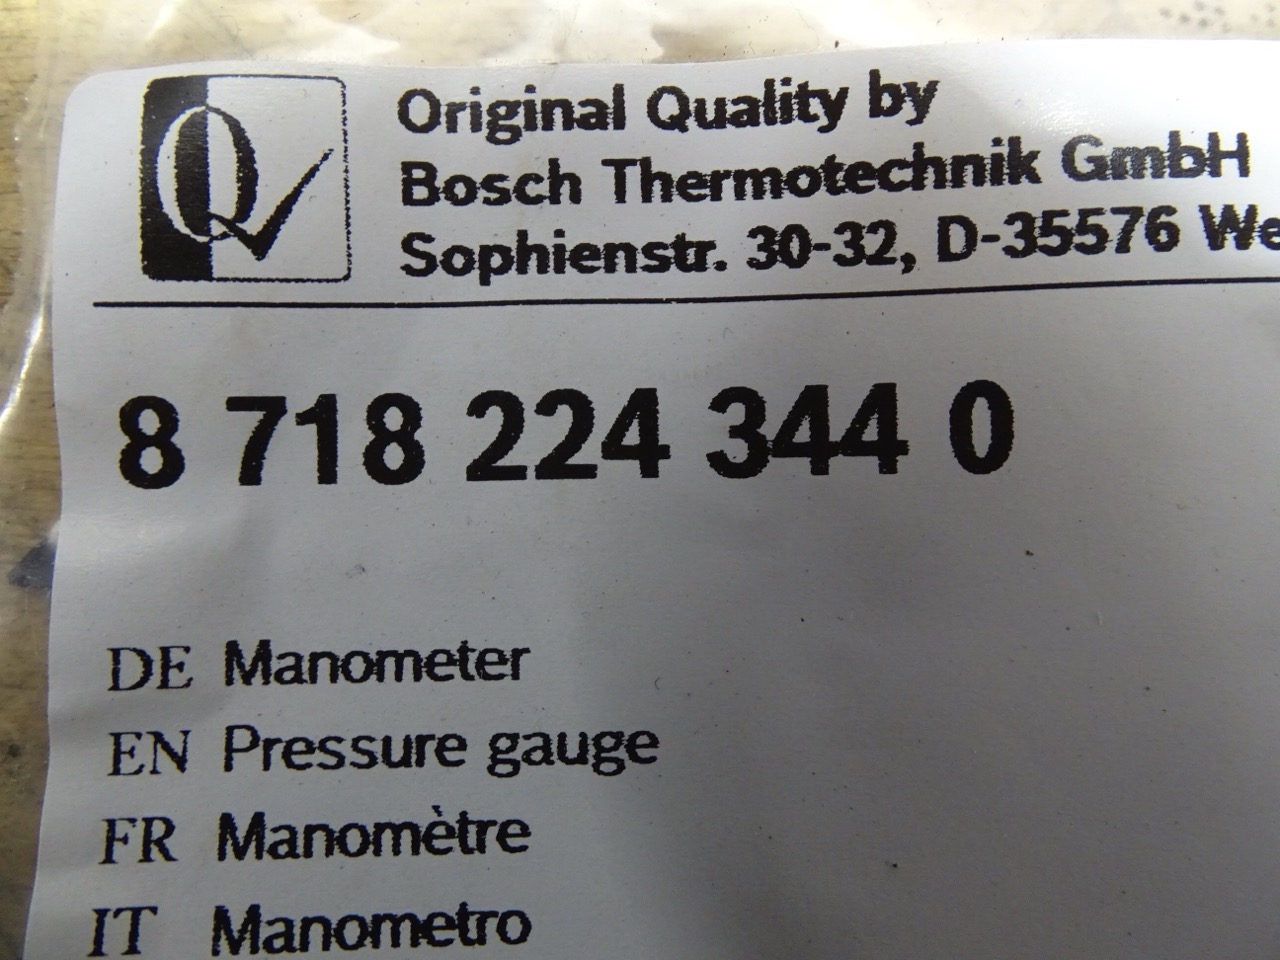 Original Quality by
Bosch Thermotechnik GmbH
Sophienstr. 30-32, D-35576 We
8 718 224 344 0
DE Manometer
EN Pressure gauge
FR Manomètre
IT Manometro